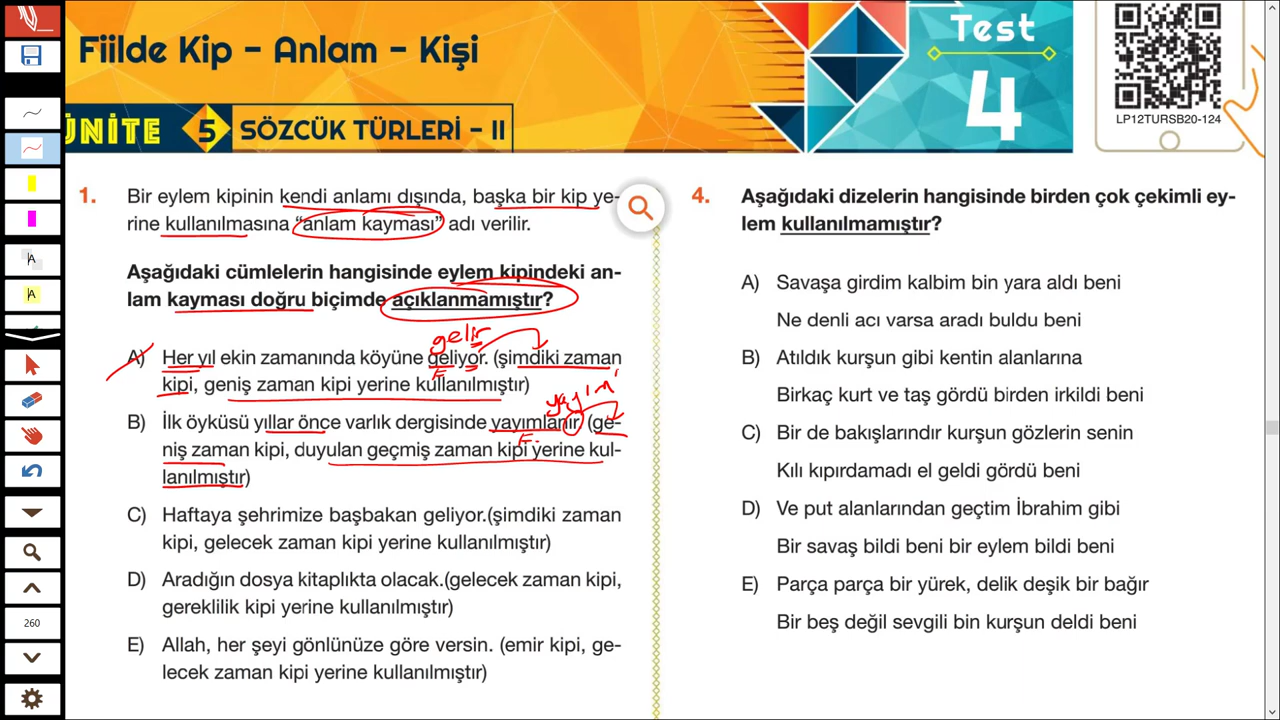 Fiilde Kip – Anlam – Kişi
ÜNİTE 5 SÖZCÜK TÜRLERİ – II
Test
4
LP12TURSB20-124
1. Bir eylem kipinin kendi anlamı dışında, başka bir kip ye-
rine kullanılmasına “anlam kayması” adı verilir.
Aşağıdaki cümlelerin hangisinde eylem kipindeki an-
lam kayması doğru biçimde açıklanmamıştır?
gelir
A) Her yıl ekin zamanında köyüne geliyor. (şimdiki zaman
kipi, geniş zaman kipi yerine kullanılmıştır)
B) İlk öyküsü yıllar önce varlık dergisinde yayımlanır (ge-
niş zaman kipi, duyulan geçmiş zaman kipi yerine kul-
lanılmıştır)
C) Haftaya şehrimize başbakan geliyor.(şimdiki zaman
kipi, gelecek zaman kipi yerine kullanılmıştır)
D) Aradığın dosya kitaplıkta olacak.(gelecek zaman kipi,
gereklilik kipi yerine kullanılmıştır)
E) Allah, her şeyi gönlünüze göre versin. (emir kipi, ge-
lecek zaman kipi yerine kullanılmıştır)
4. Aşağıdaki dizelerin hangisinde birden çok çekimli ey-
lem kullanılmamıştır?
A) Savaşa girdim kalbim bin yara aldı beni
Ne denli acı varsa aradı buldu beni
B) Atıldık kurşun gibi kentin alanlarına
Birkaç kurt ve taş gördü birden irkildi beni
C) Bir de bakışlarındır kurşun gözlerin senin
Kılı kıpırdamadı el geldi gördü beni
D) Ve put alanlarından geçtim İbrahim gibi
Bir savaş bildi beni bir eylem bildi beni
E) Parça parça bir yürek, delik deşik bir bağır
Bir beş değil sevgili bin kurşun deldi beni
A
A
260